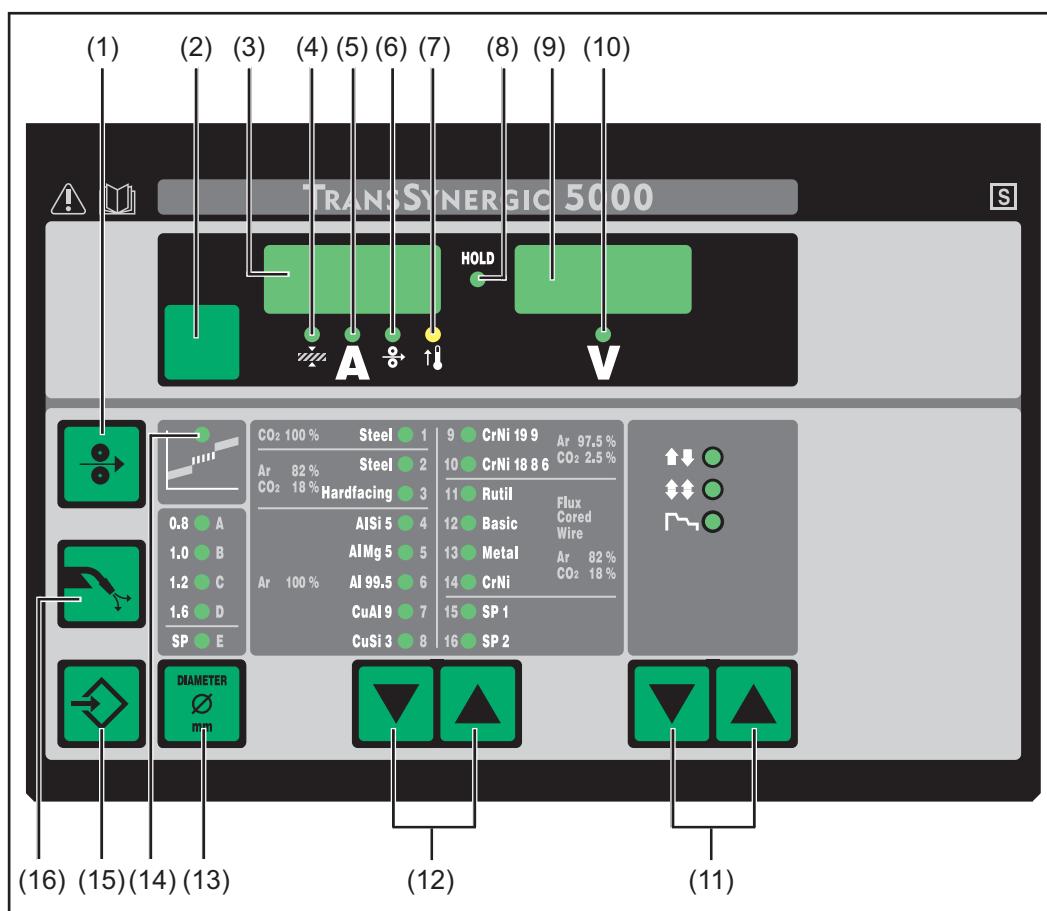 (1) (2) (3) (4) (5) (6) (7) (8) (9) (10)
TRANSSYNERGIC 5000
S
HOLD
A
V
CO2 100 % Steel 1 9 CrNi 19 9 Ar 97.5 %
CO2 2.5 %
Ar 82 % Steel 2 10 CrNi 18 8 6
CO2 18 % Hardfacing 3 11 Rutil Flux
0.8 A AlSi 5 4 12 Basic Cored
Wire
1.0 B AlMg 5 5 13 Metal Ar 82 %
1.2 C Ar 100 % Al 99.5 6 14 CrNi CO2 18 %
1.6 D CuAl 9 7 15 SP 1
SP E CuSi 3 8 16 SP 2
DIAMETER
Ø
mm
(16) (15) (14) (13) (12) (11)